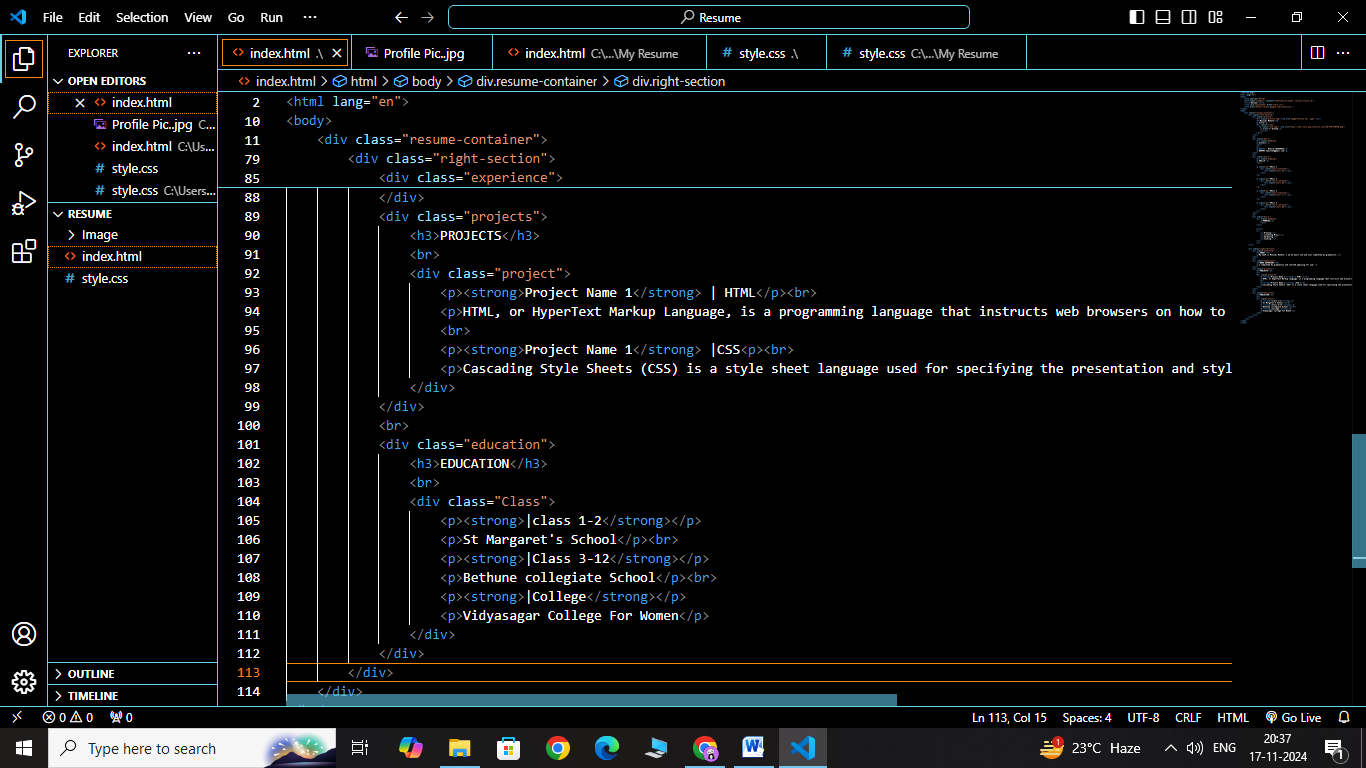 File Edit Selection View Go Run ··· Resume
EXPLORER ···
index.html .\ Profile Pic..jpg index.html C:\...\My Resume style.css .\ style.css C:\...\My Resume ···
index.html > html > body > div.resume-container > div.right-section
OPEN EDITORS
index.html
Profile Pic..jpg C...
index.html C:\Us...
style.css
style.css C:\Users...
RESUME
Image
index.html
style.css
OUTLINE
TIMELINE
2 <html lang="en">
10 <body>
11 <div class="resume-container">
79 <div class="right-section">
85 <div class="experience">
88 </div>
89 <div class="projects">
90 <h3>PROJECTS</h3>
91 <br>
92 <div class="project">
93 <p><strong>Project Name 1</strong> | HTML</p><br>
94 <p>HTML, or HyperText Markup Language, is a programming language that instructs web browsers on how to
95 <br>
96 <p><strong>Project Name 1</strong> |CSS<p><br>
97 <p>Cascading Style Sheets (CSS) is a style sheet language used for specifying the presentation and styl
98 </div>
99 </div>
100 <br>
101 <div class="education">
102 <h3>EDUCATION</h3>
103 <br>
104 <div class="Class">
105 <p><strong>|class 1-2</strong></p>
106 <p>St Margaret's School</p><br>
107 <p><strong>|Class 3-12</strong></p>
108 <p>Bethune collegiate School</p><br>
109 <p><strong>|College</strong></p>
110 <p>Vidyasagar College For Women</p>
111 </div>
112 </div>
113 </div>
114 </div>
0 0 0 Ln 113, Col 15 Spaces: 4 UTF-8 CRLF HTML Go Live
Type here to search
1 23°C Haze ENG 20:37
17-11-2024 1